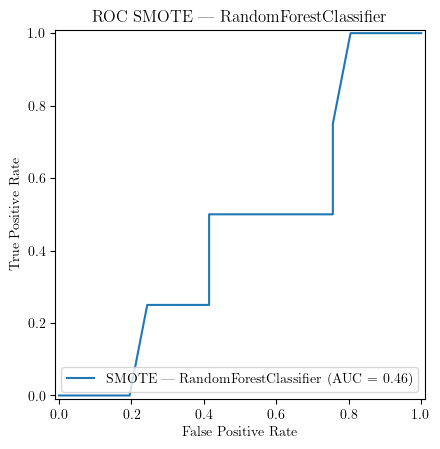 ROC SMOTE — RandomForestClassifier
1.0
0.8
0.6
0.4
0.2
0.0
True Positive Rate
SMOTE — RandomForestClassifier (AUC = 0.46)
0.0 0.2 0.4 0.6 0.8 1.0
False Positive Rate